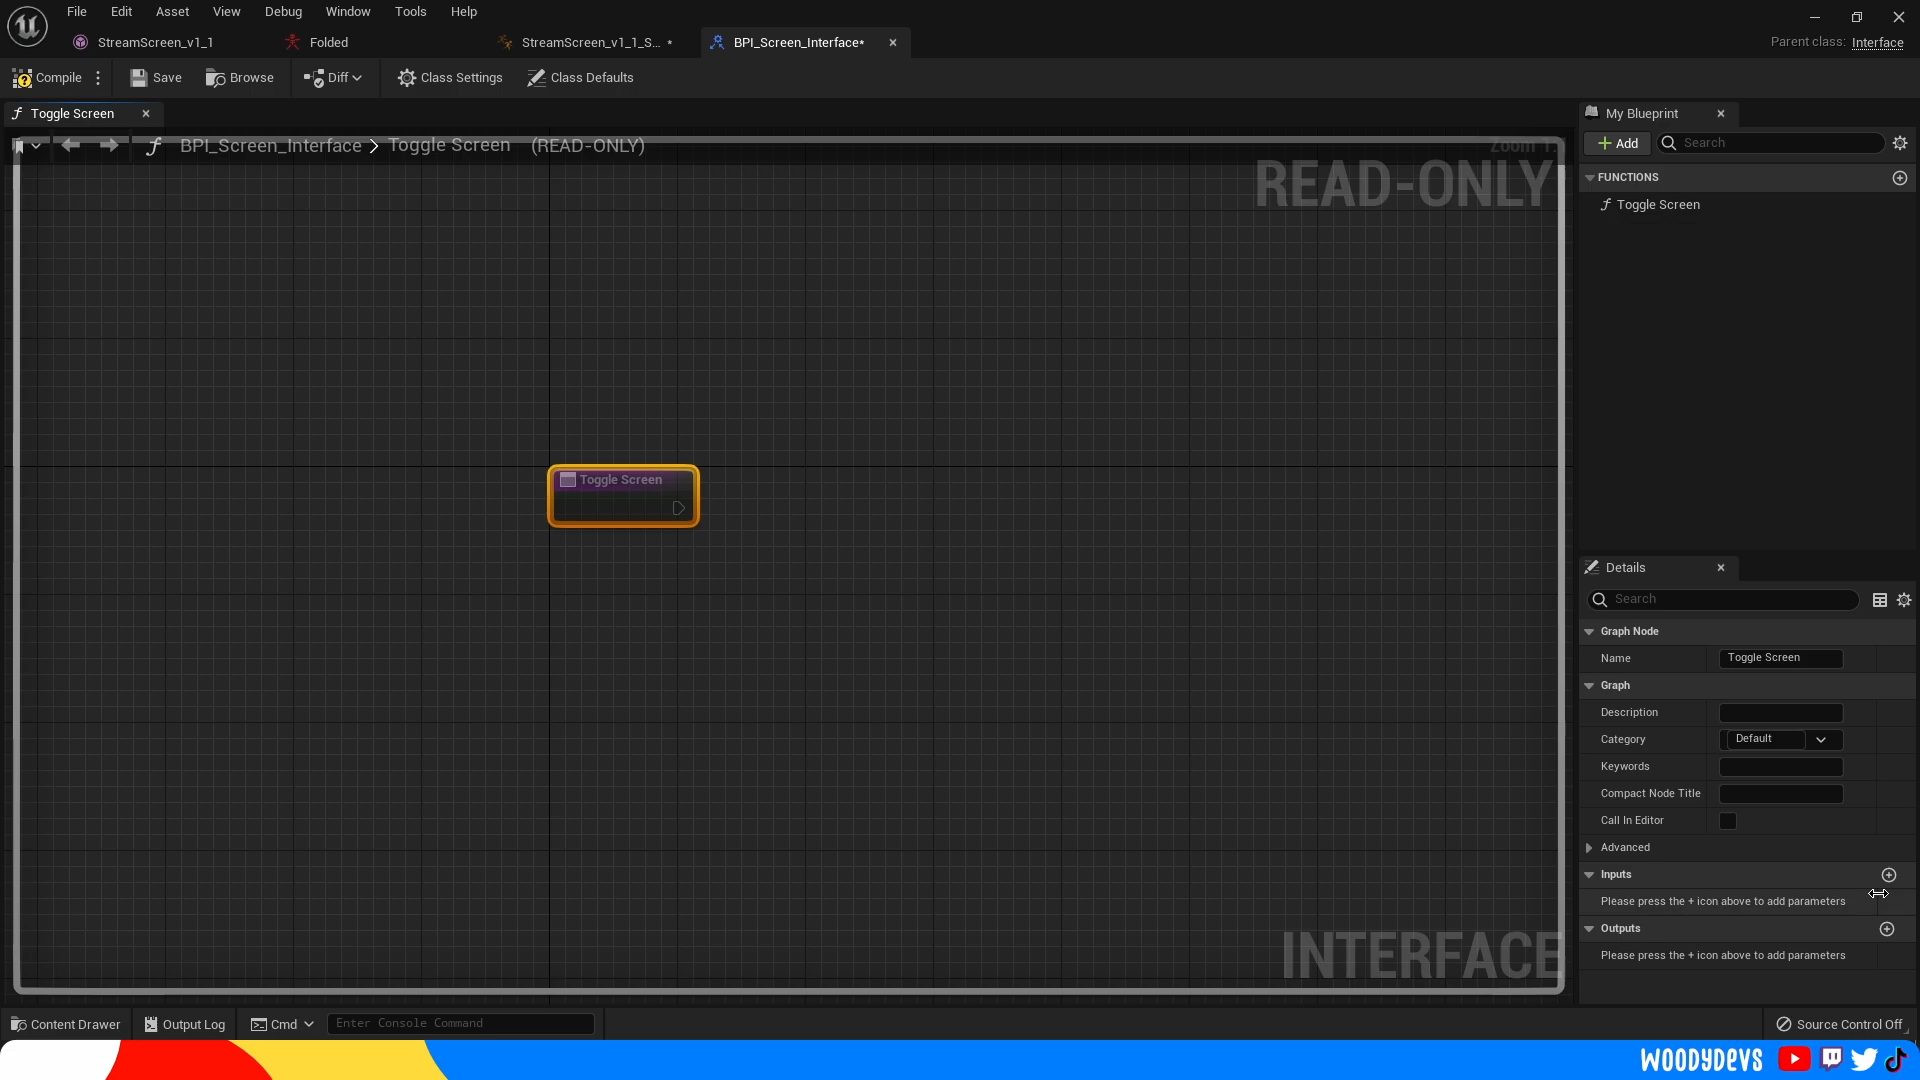 File Edit Asset View Debug Window Tools Help
StreamScreen_v1_1 Folded StreamScreen_v1_1_S... * BPI_Screen_Interface*
Parent class: Interface
Compile Save Browse Diff Class Settings Class Defaults
Toggle Screen
BPI_Screen_Interface > Toggle Screen (READ-ONLY)
Zoom 1:
READ-ONLY
Toggle Screen
INTERFACE
My Blueprint
Add Search
FUNCTIONS
Toggle Screen
Details
Search
Graph Node
Name Toggle Screen
Graph
Description
Category Default
Keywords
Compact Node Title
Call In Editor
Advanced
Inputs
Please press the + icon above to add parameters
Outputs
Please press the + icon above to add parameters
Content Drawer Output Log Cmd Enter Console Command Source Control Off
WOODYDEVS